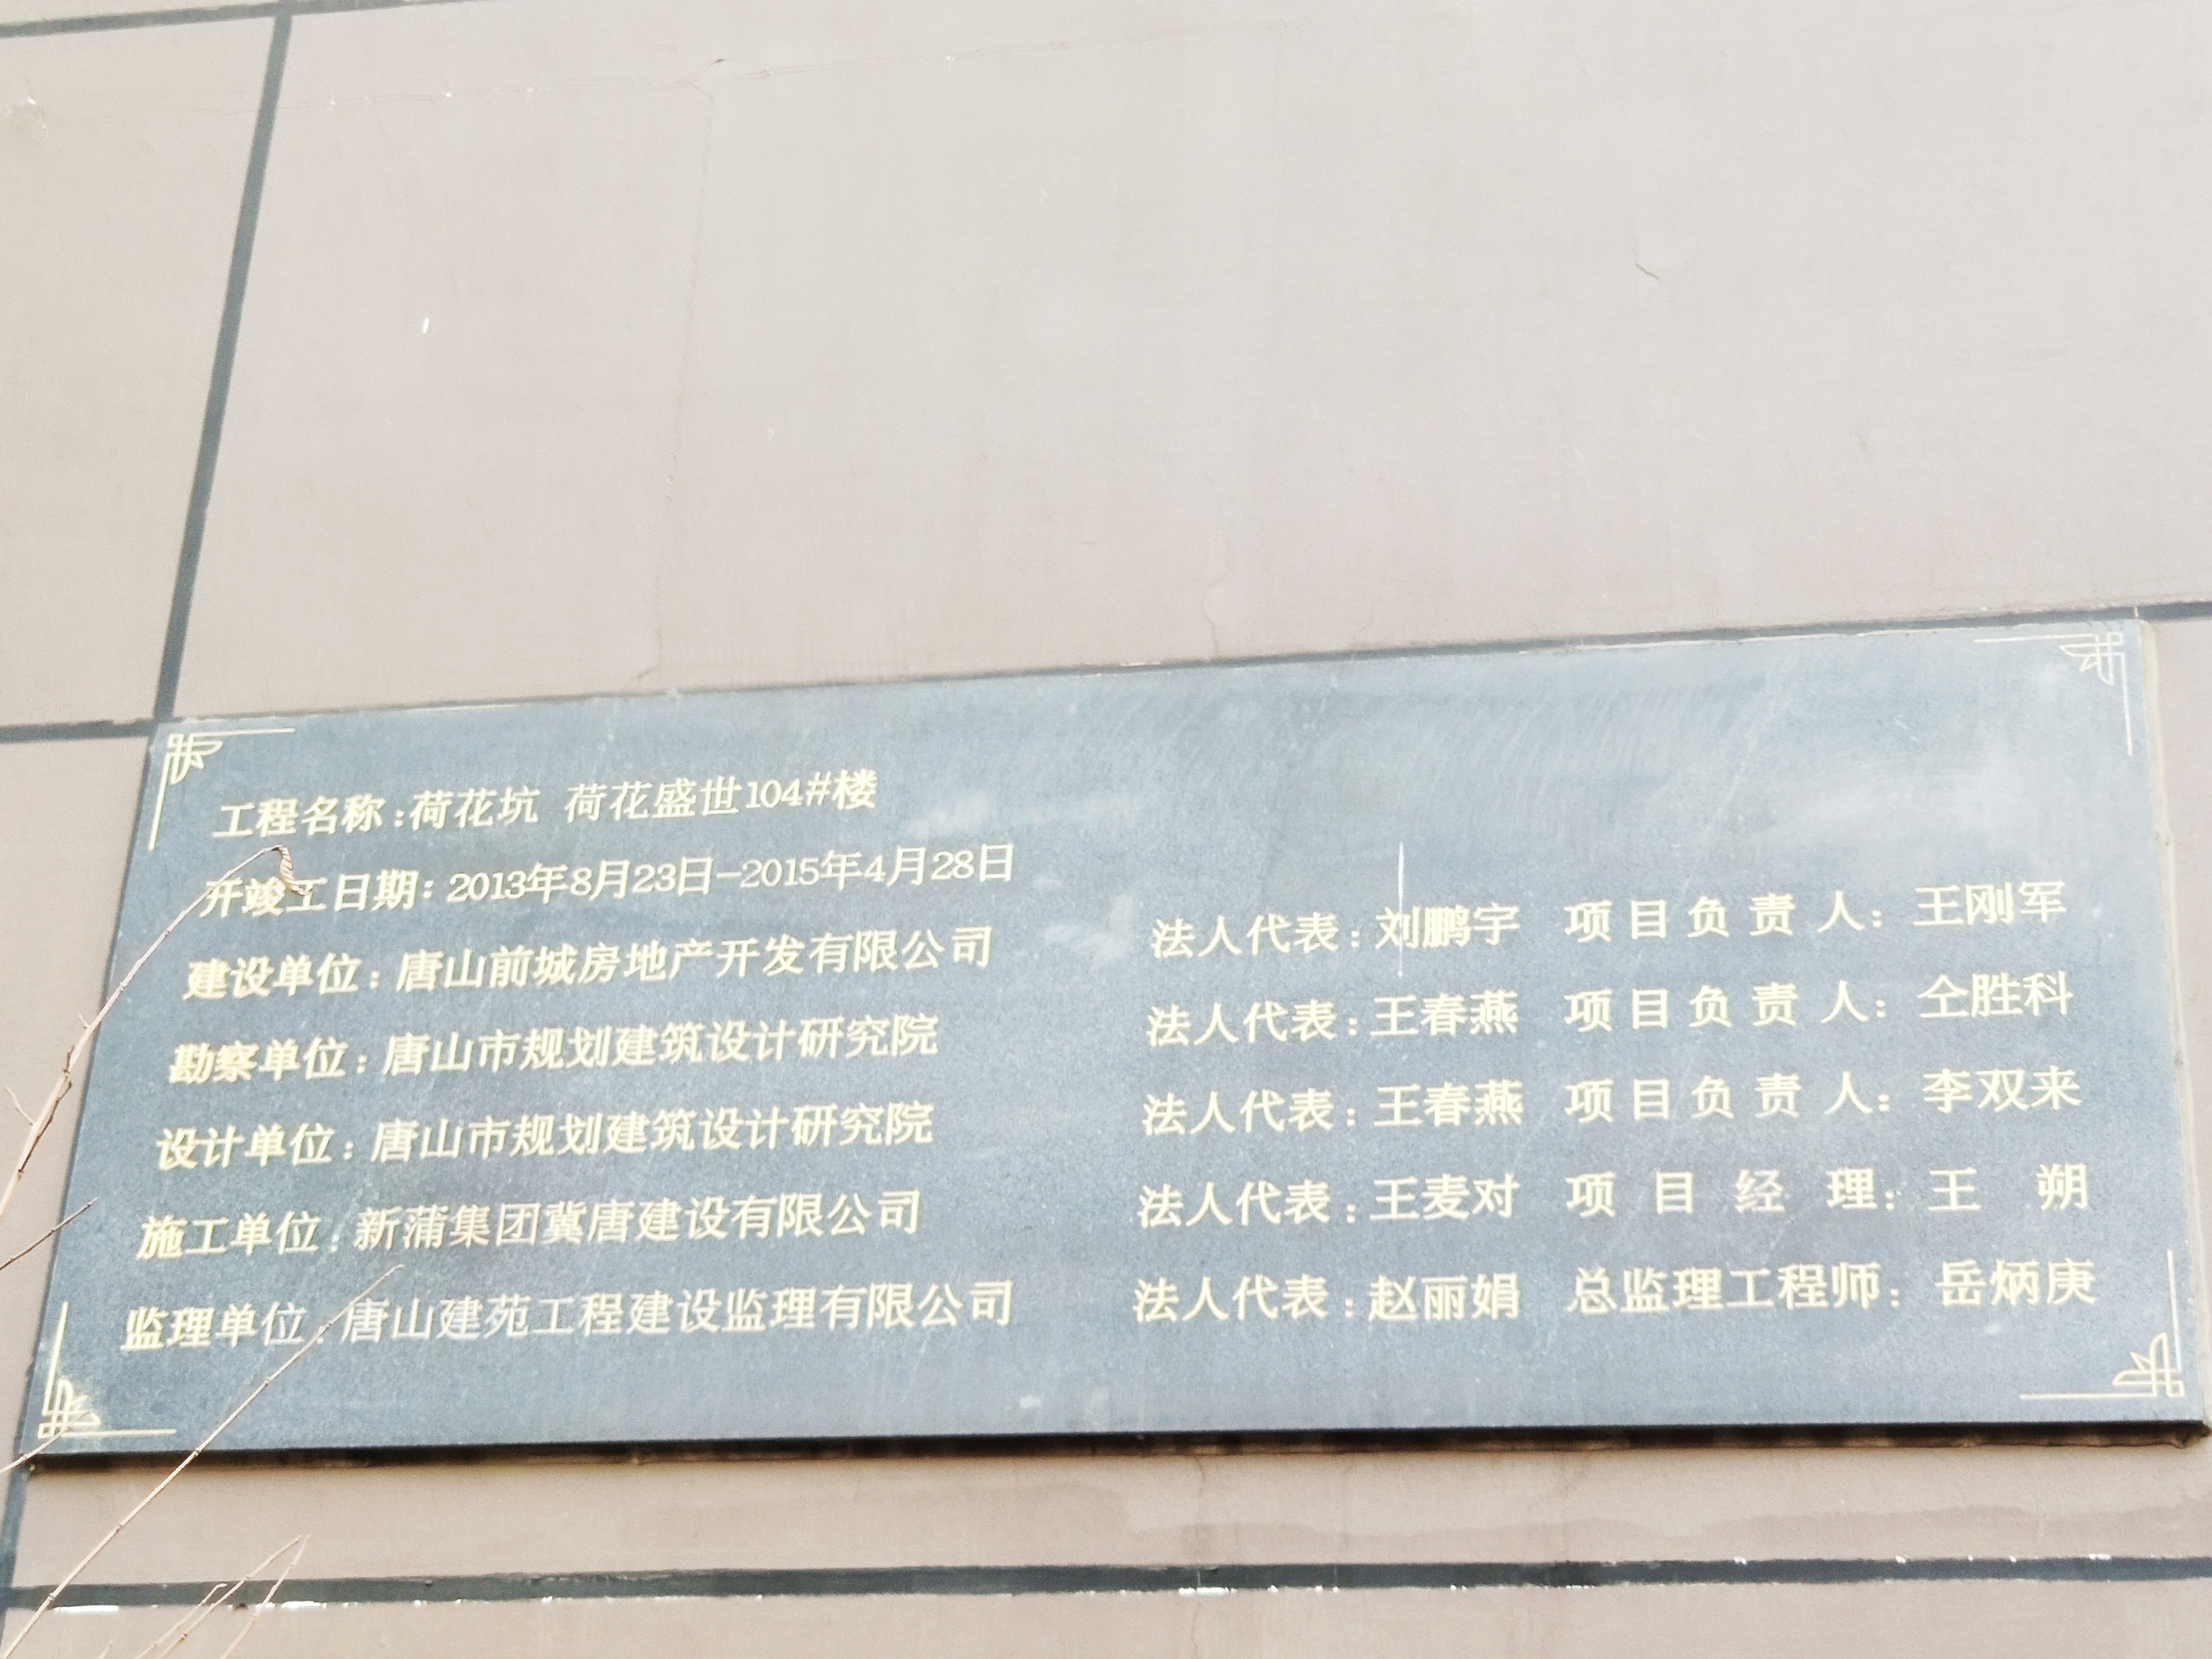 工程名称:荷花坑 荷花盛世104#楼
开竣工日期:2013年8月23日-2015年4月28日
建设单位:唐山前城房地产开发有限公司 法人代表:刘鹏宇 项目负责人:王刚军
勘察单位:唐山市规划建筑设计研究院 法人代表:王春燕 项目负责人:仝胜科
设计单位:唐山市规划建筑设计研究院 法人代表:王春燕 项目负责人:李双来
施工单位:新蒲集团冀唐建设有限公司 法人代表:王麦对 项目经理:王 朔
监理单位:唐山建苑工程建设监理有限公司 法人代表:赵丽娟 总监理工程师:岳炳庚